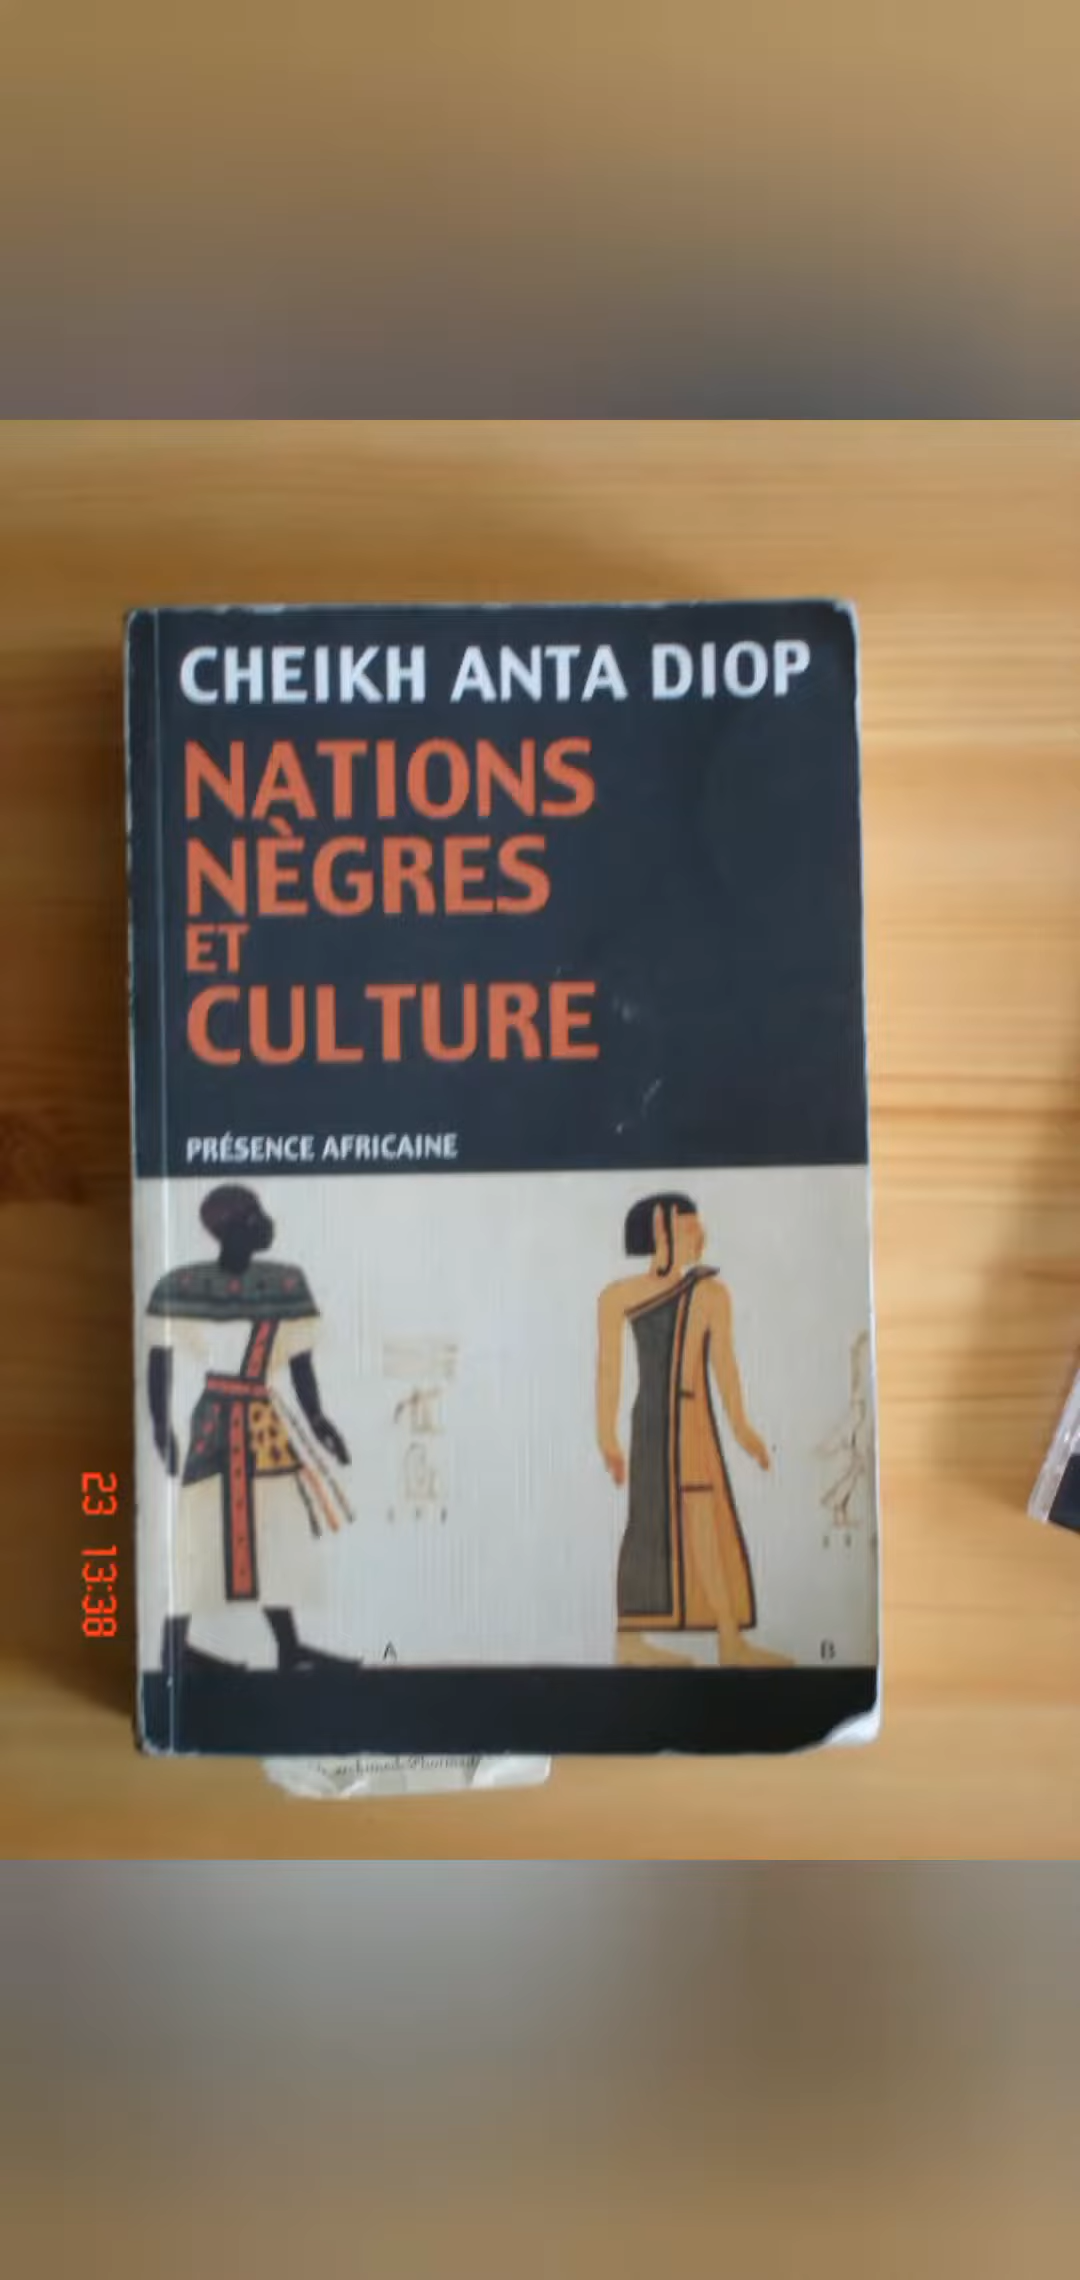 CHEIKH ANTA DIOP
NATIONS
NÈGRES
ET
CULTURE
PRÉSENCE AFRICAINE
A
B
23 13:38